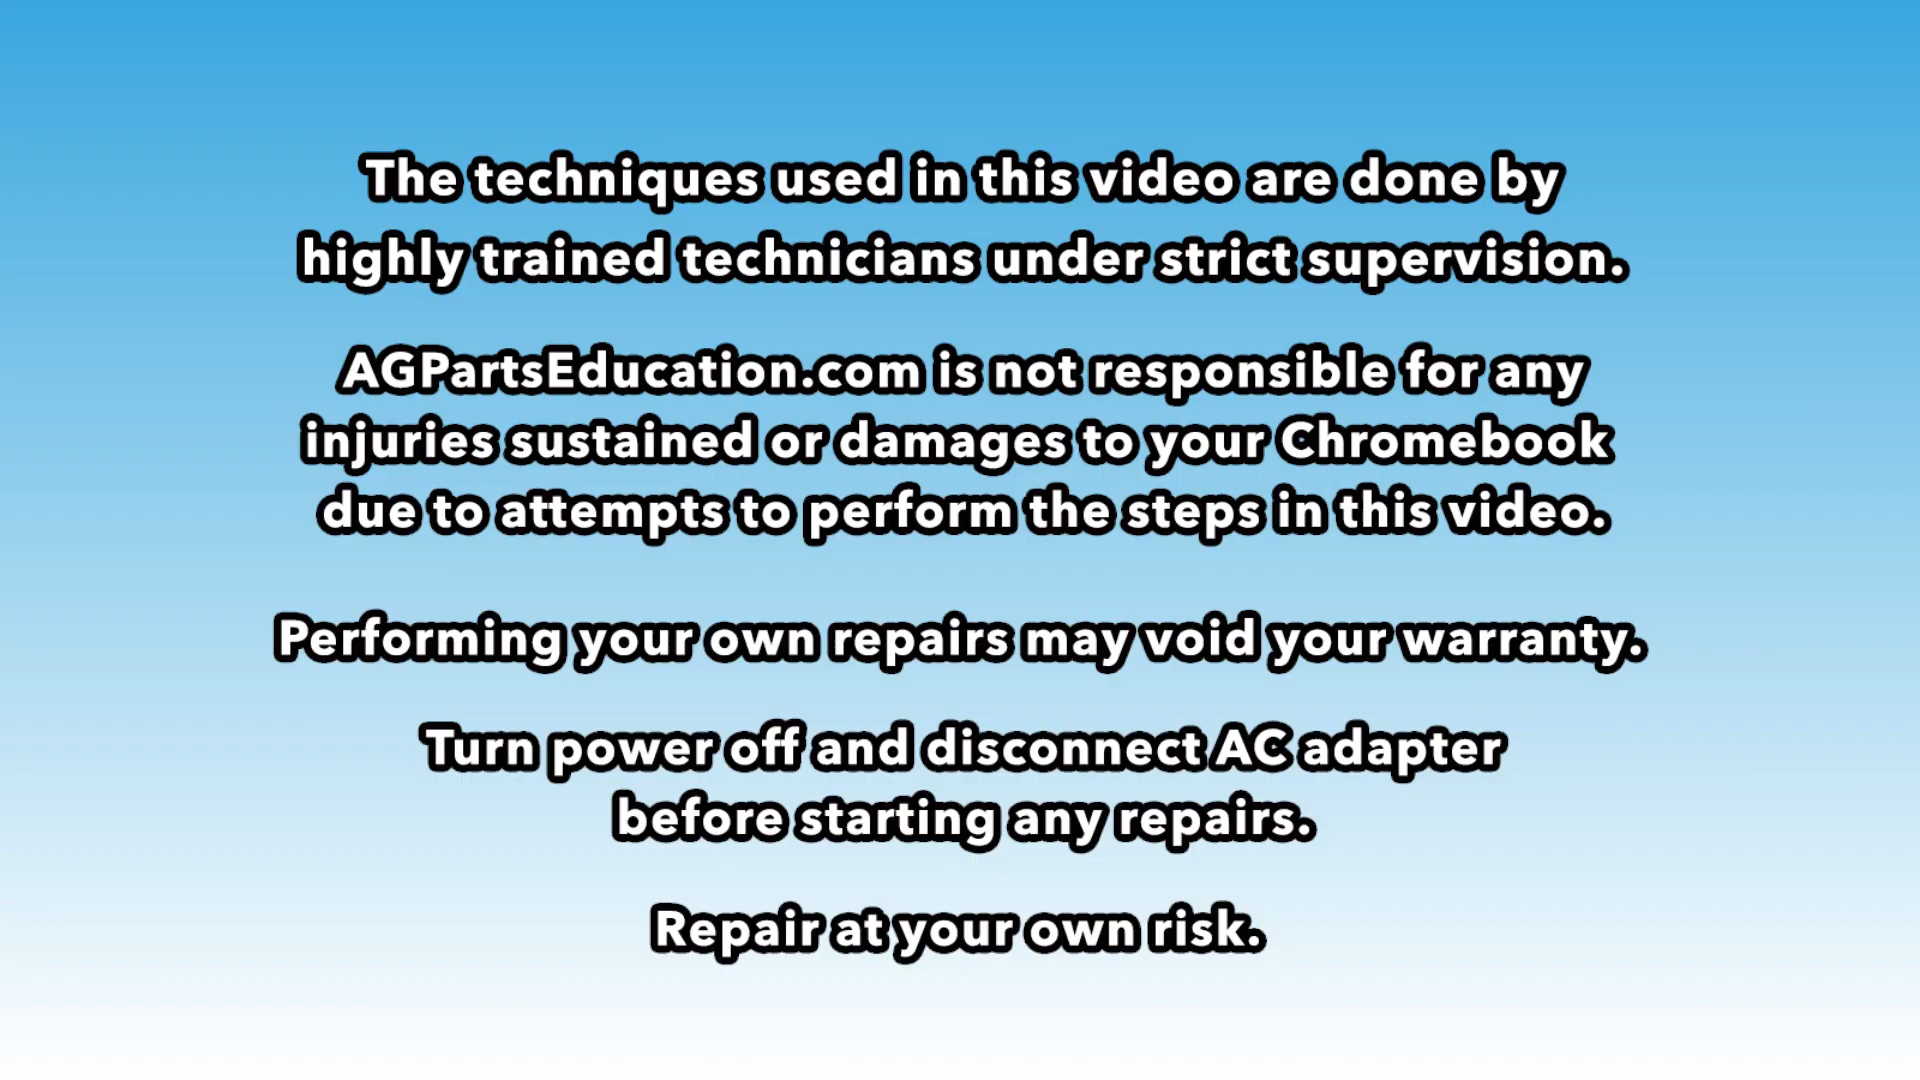 The techniques used in this video are done by
highly trained technicians under strict supervision.
AGPartsEducation.com is not responsible for any
injuries sustained or damages to your Chromebook
due to attempts to perform the steps in this video.
Performing your own repairs may void your warranty.
Turn power off and disconnect AC adapter
before starting any repairs.
Repair at your own risk.